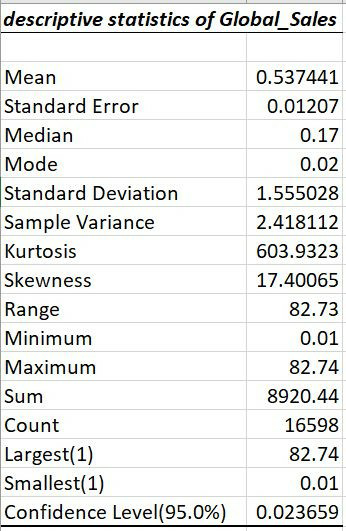 descriptive statistics of Global_Sales
Mean 0.537441
Standard Error 0.01207
Median 0.17
Mode 0.02
Standard Deviation 1.555028
Sample Variance 2.418112
Kurtosis 603.9323
Skewness 17.40065
Range 82.73
Minimum 0.01
Maximum 82.74
Sum 8920.44
Count 16598
Largest(1) 82.74
Smallest(1) 0.01
Confidence Level(95.0%) 0.023659